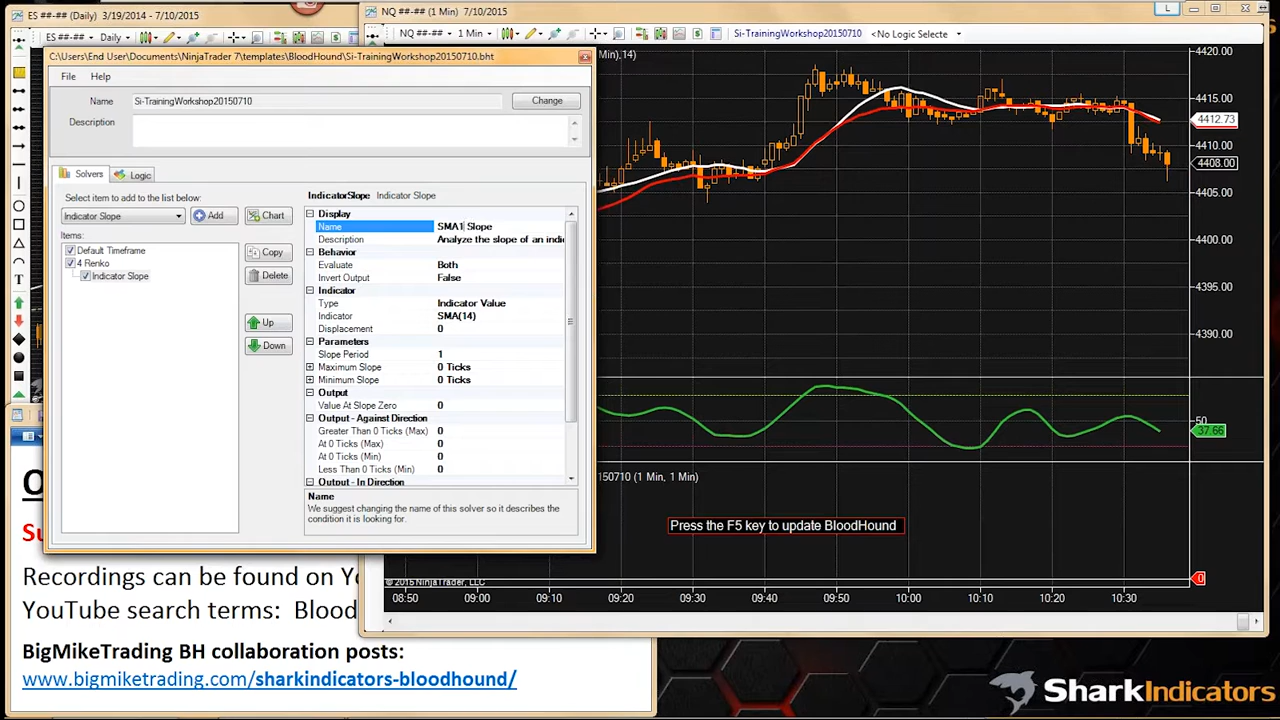 ES ##-## (Daily)  3/19/2014 - 7/10/2015
NQ ##-## (1 Min)  7/10/2015
L
ES ##-##
Daily
NQ ##-##
1 Min
Si-TrainingWorkshop20150710
<No Logic Selecte
C:\Users\End User\Documents\NinjaTrader 7\templates\BloodHound\Si-TrainingWorkshop20150710.bht
Min),14)
File
Help
Name
Si-TrainingWorkshop20150710
Change
Description
Solvers
Logic
Select item to add to the list below:
Indicator Slope
Add
Chart
Items:
Default Timeframe
4 Renko
Indicator Slope
Copy
Delete
Up
Down
IndicatorSlope  Indicator Slope
Display
Name  SMA1 Slope
Description  Analyze the slope of an indi
Behavior
Evaluate  Both
Invert Output  False
Indicator
Type  Indicator Value
Indicator  SMA(14)
Displacement  0
Parameters
Slope Period  1
Maximum Slope  0 Ticks
Minimum Slope  0 Ticks
Output
Value At Slope Zero  0
Output - Against Direction
Greater Than 0 Ticks (Max)  0
At 0 Ticks (Max)  0
At 0 Ticks (Min)  0
Less Than 0 Ticks (Min)  0
Output - In Direction
Name
We suggest changing the name of this solver so it describes the
condition it is looking for.
4420.00
4415.00
4412.73
4410.00
4408.00
4405.00
4400.00
4395.00
4390.00
50
37.66
50710 (1 Min, 1 Min)
Press the F5 key to update BloodHound
0
© 2015 NinjaTrader, LLC
08:50
09:00
09:10
09:20
09:30
09:40
09:50
10:00
10:10
10:20
10:30
T
O
Su
Recordings can be found on Yo
YouTube search terms:  Blood
BigMikeTrading BH collaboration posts:
www.bigmiketrading.com/sharkindicators-bloodhound/
SharkIndicators